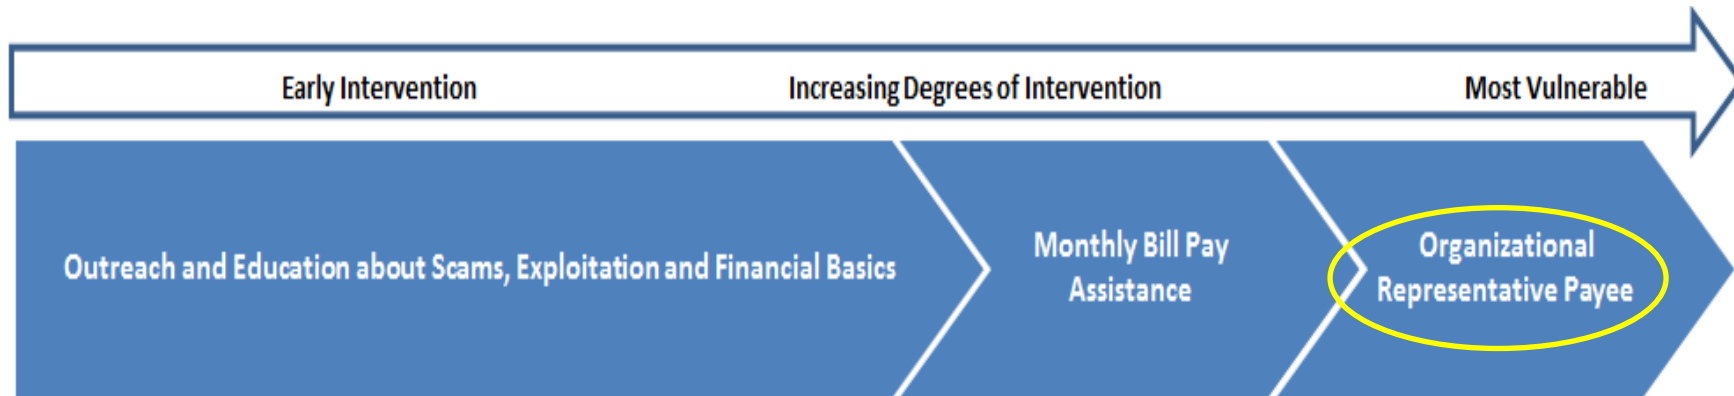 Early Intervention
Increasing Degrees of Intervention
Most Vulnerable
Outreach and Education about Scams, Exploitation and Financial Basics
Monthly Bill Pay
Assistance
Organizational
Representative Payee